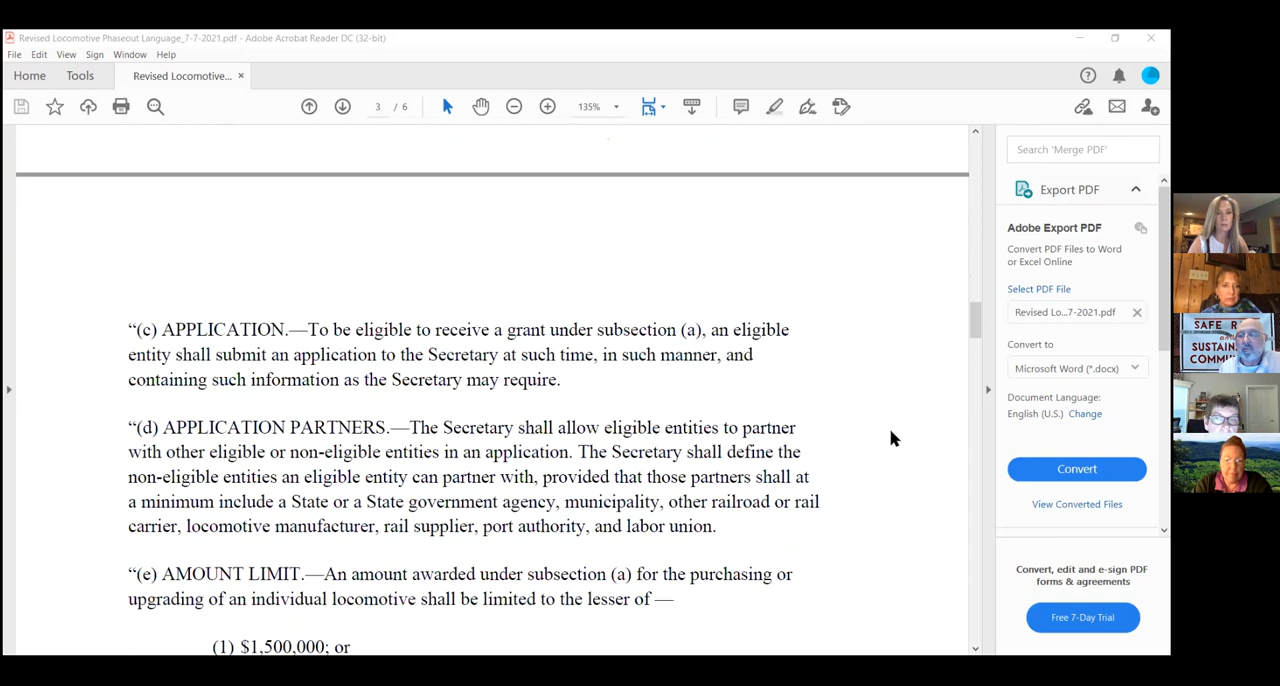 Revised Locomotive Phaseout Language_7-7-2021.pdf - Adobe Acrobat Reader DC (32-bit)
File Edit View Sign Window Help
Home Tools Revised Locomotive... ×
3 / 6 135%
Search 'Merge PDF'
Export PDF
Adobe Export PDF
Convert PDF Files to Word
or Excel Online
Select PDF File
Revised Lo...7-2021.pdf
Convert to
Microsoft Word (*.docx)
Document Language:
English (U.S.) Change
Convert
View Converted Files
Convert, edit and e-sign PDF
forms & agreements
Free 7-Day Trial
“(c) APPLICATION.—To be eligible to receive a grant under subsection (a), an eligible
entity shall submit an application to the Secretary at such time, in such manner, and
containing such information as the Secretary may require.
“(d) APPLICATION PARTNERS.—The Secretary shall allow eligible entities to partner
with other eligible or non-eligible entities in an application. The Secretary shall define the
non-eligible entities an eligible entity can partner with, provided that those partners shall at
a minimum include a State or a State government agency, municipality, other railroad or rail
carrier, locomotive manufacturer, rail supplier, port authority, and labor union.
“(e) AMOUNT LIMIT.—An amount awarded under subsection (a) for the purchasing or
upgrading of an individual locomotive shall be limited to the lesser of —
(1) $1,500,000; or
SAFE R
SUSTAIN
COMM